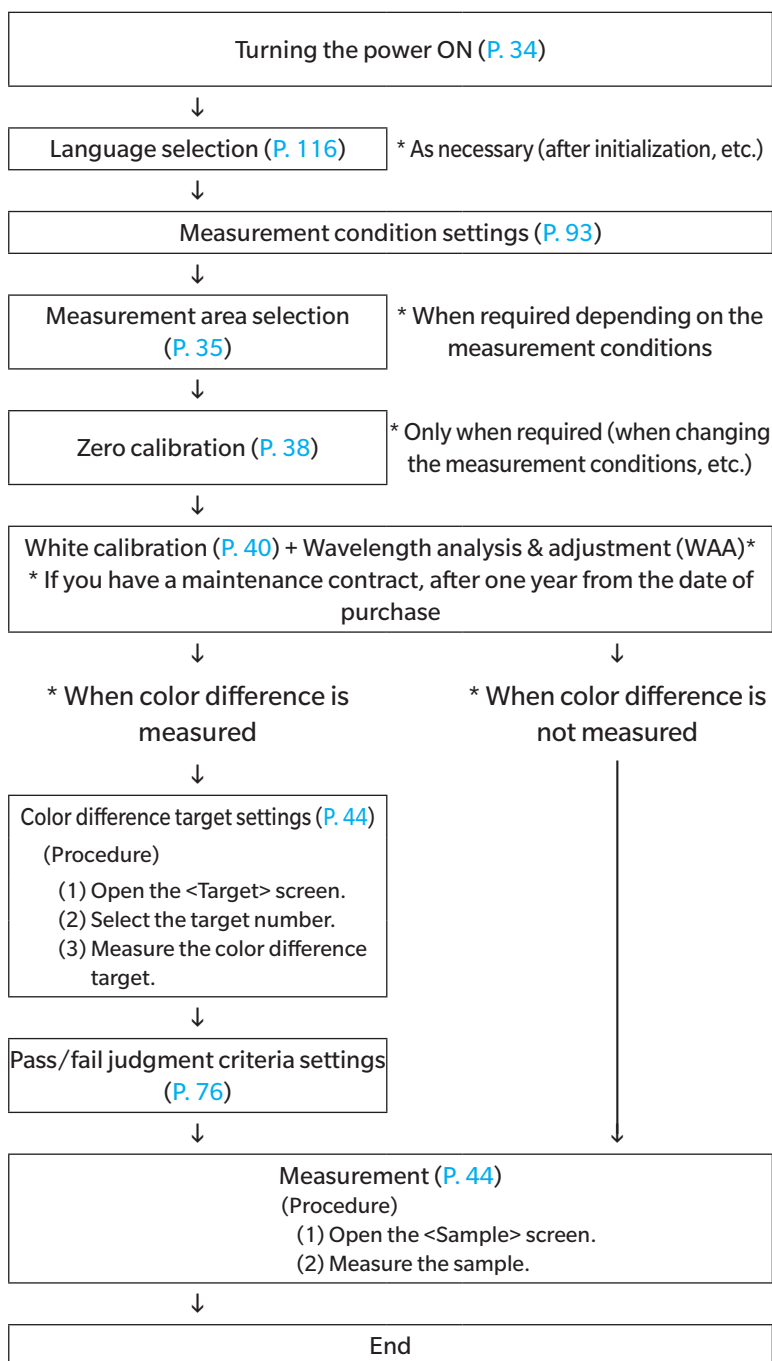 Turning the power ON (P. 34)
↓
Language selection (P. 116)
* As necessary (after initialization, etc.)
↓
Measurement condition settings (P. 93)
↓
Measurement area selection
(P. 35)
* When required depending on the
measurement conditions
↓
Zero calibration (P. 38)
* Only when required (when changing
the measurement conditions, etc.)
↓
White calibration (P. 40) + Wavelength analysis & adjustment (WAA)*
* If you have a maintenance contract, after one year from the date of
purchase
↓ ↓
* When color difference is
measured
* When color difference is
not measured
↓
Color difference target settings (P. 44)
(Procedure)
(1) Open the <Target> screen.
(2) Select the target number.
(3) Measure the color difference
target.
↓
Pass/fail judgment criteria settings
(P. 76)
↓ ↓
Measurement (P. 44)
(Procedure)
(1) Open the <Sample> screen.
(2) Measure the sample.
↓
End